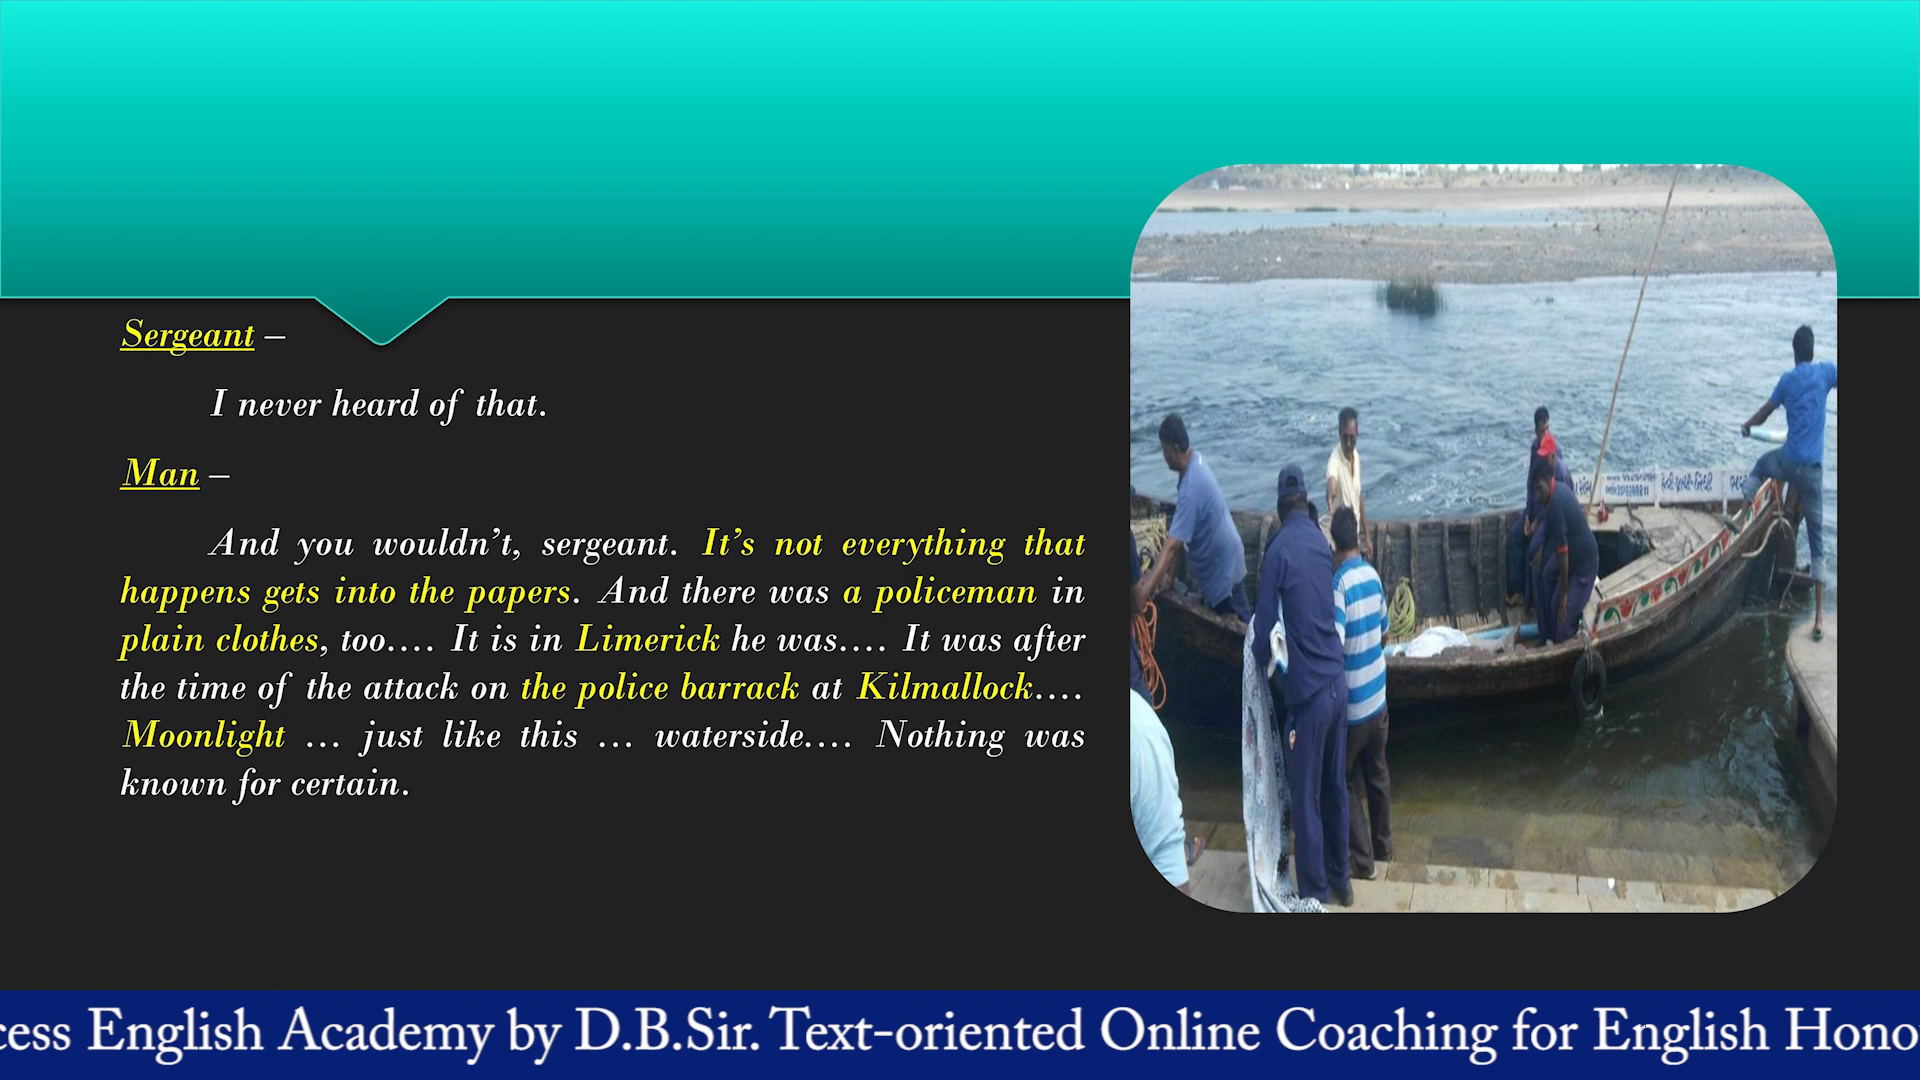 Sergeant –
I never heard of that.
Man –
And you wouldn’t, sergeant. It’s not everything that
happens gets into the papers. And there was a policeman in
plain clothes, too…. It is in Limerick he was…. It was after
the time of the attack on the police barrack at Kilmallock….
Moonlight … just like this … waterside…. Nothing was
known for certain.
cess English Academy by D.B.Sir. Text-oriented Online Coaching for English Hono